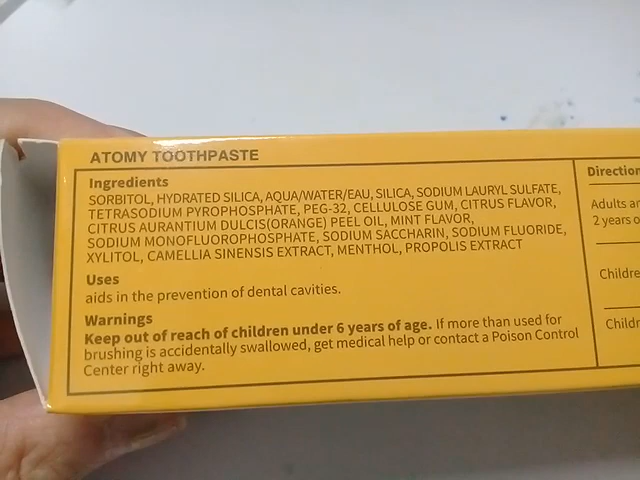 ATOMY TOOTHPASTE
Ingredients
SORBITOL, HYDRATED SILICA, AQUA/WATER/EAU, SILICA, SODIUM LAURYL SULFATE,
TETRASODIUM PYROPHOSPHATE, PEG-32, CELLULOSE GUM, CITRUS FLAVOR,
CITRUS AURANTIUM DULCIS(ORANGE) PEEL OIL, MINT FLAVOR,
SODIUM MONOFLUOROPHOSPHATE, SODIUM SACCHARIN, SODIUM FLUORIDE,
XYLITOL, CAMELLIA SINENSIS EXTRACT, MENTHOL, PROPOLIS EXTRACT
Uses
aids in the prevention of dental cavities.
Warnings
Keep out of reach of children under 6 years of age. If more than used for
brushing is accidentally swallowed, get medical help or contact a Poison Control
Center right away.
Direction
Adults a
2 years o
Childre
Childr